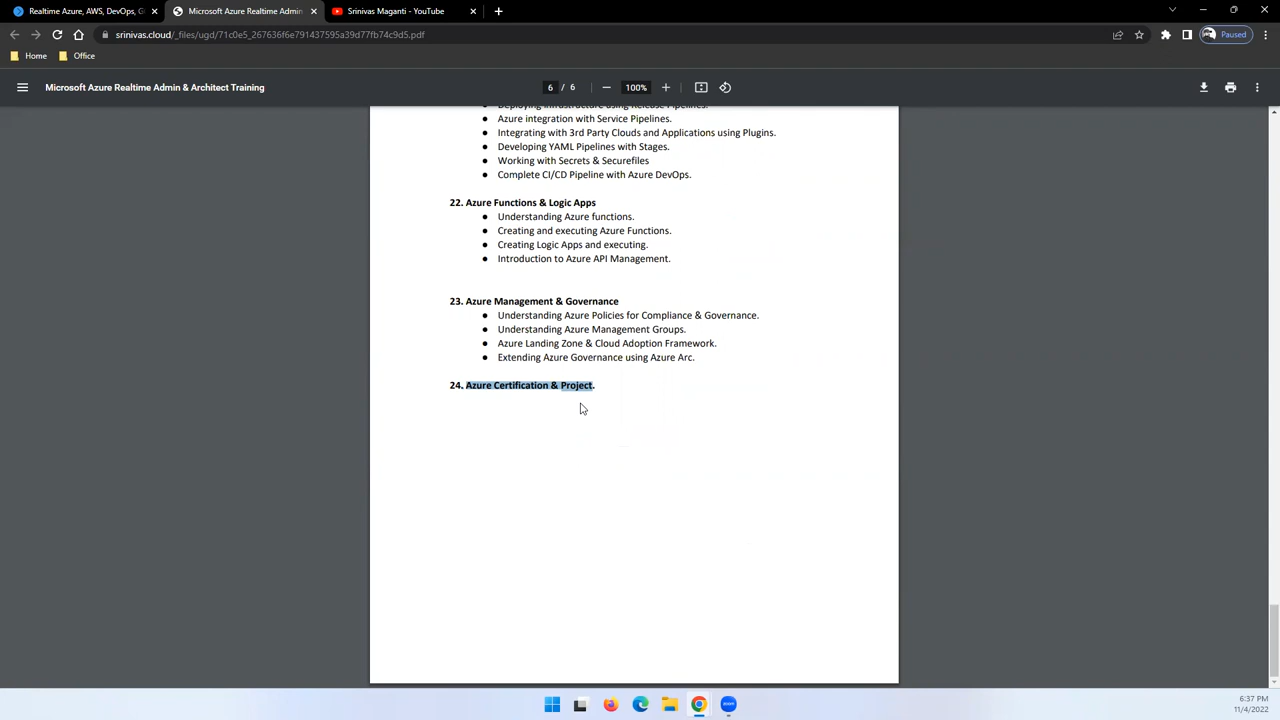 Realtime Azure, AWS, DevOps, G
Microsoft Azure Realtime Admin
Srinivas Maganti - YouTube
srinivas.cloud/_files/ugd/71c0e5_267636f6e791437595a39d77fb74c9d5.pdf
Paused
Home
Office
Microsoft Azure Realtime Admin & Architect Training
6 / 6
100%
Deploying Infrastructure using Release Pipelines.
● Azure integration with Service Pipelines.
● Integrating with 3rd Party Clouds and Applications using Plugins.
● Developing YAML Pipelines with Stages.
● Working with Secrets & Securefiles
● Complete CI/CD Pipeline with Azure DevOps.
22. Azure Functions & Logic Apps
● Understanding Azure functions.
● Creating and executing Azure Functions.
● Creating Logic Apps and executing.
● Introduction to Azure API Management.
23. Azure Management & Governance
● Understanding Azure Policies for Compliance & Governance.
● Understanding Azure Management Groups.
● Azure Landing Zone & Cloud Adoption Framework.
● Extending Azure Governance using Azure Arc.
24. Azure Certification & Project.
zoom
6:37 PM
11/4/2022